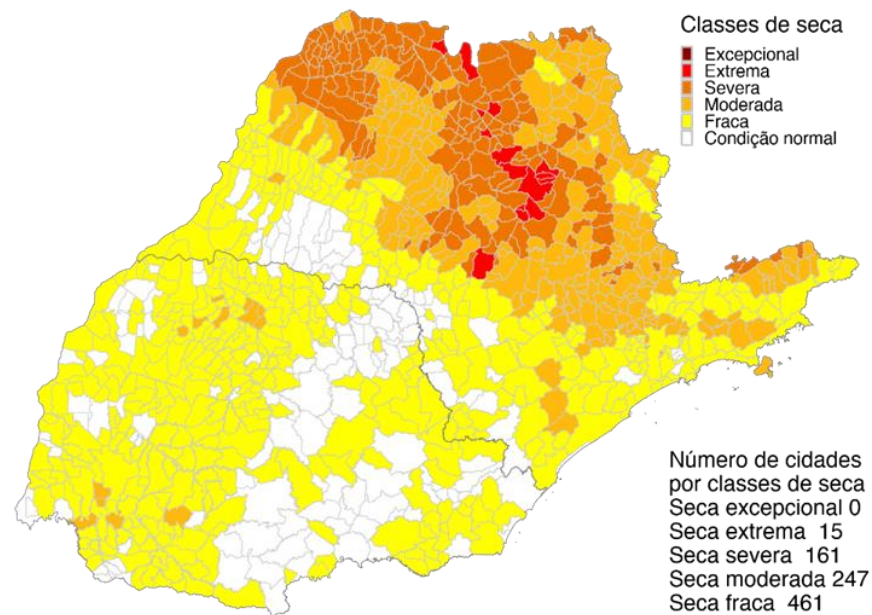 Classes de seca
Excepcional
Extrema
Severa
Moderada
Fraca
Condição normal
Número de cidades
por classes de seca
Seca excepcional 0
Seca extrema 15
Seca severa 161
Seca moderada 247
Seca fraca 461